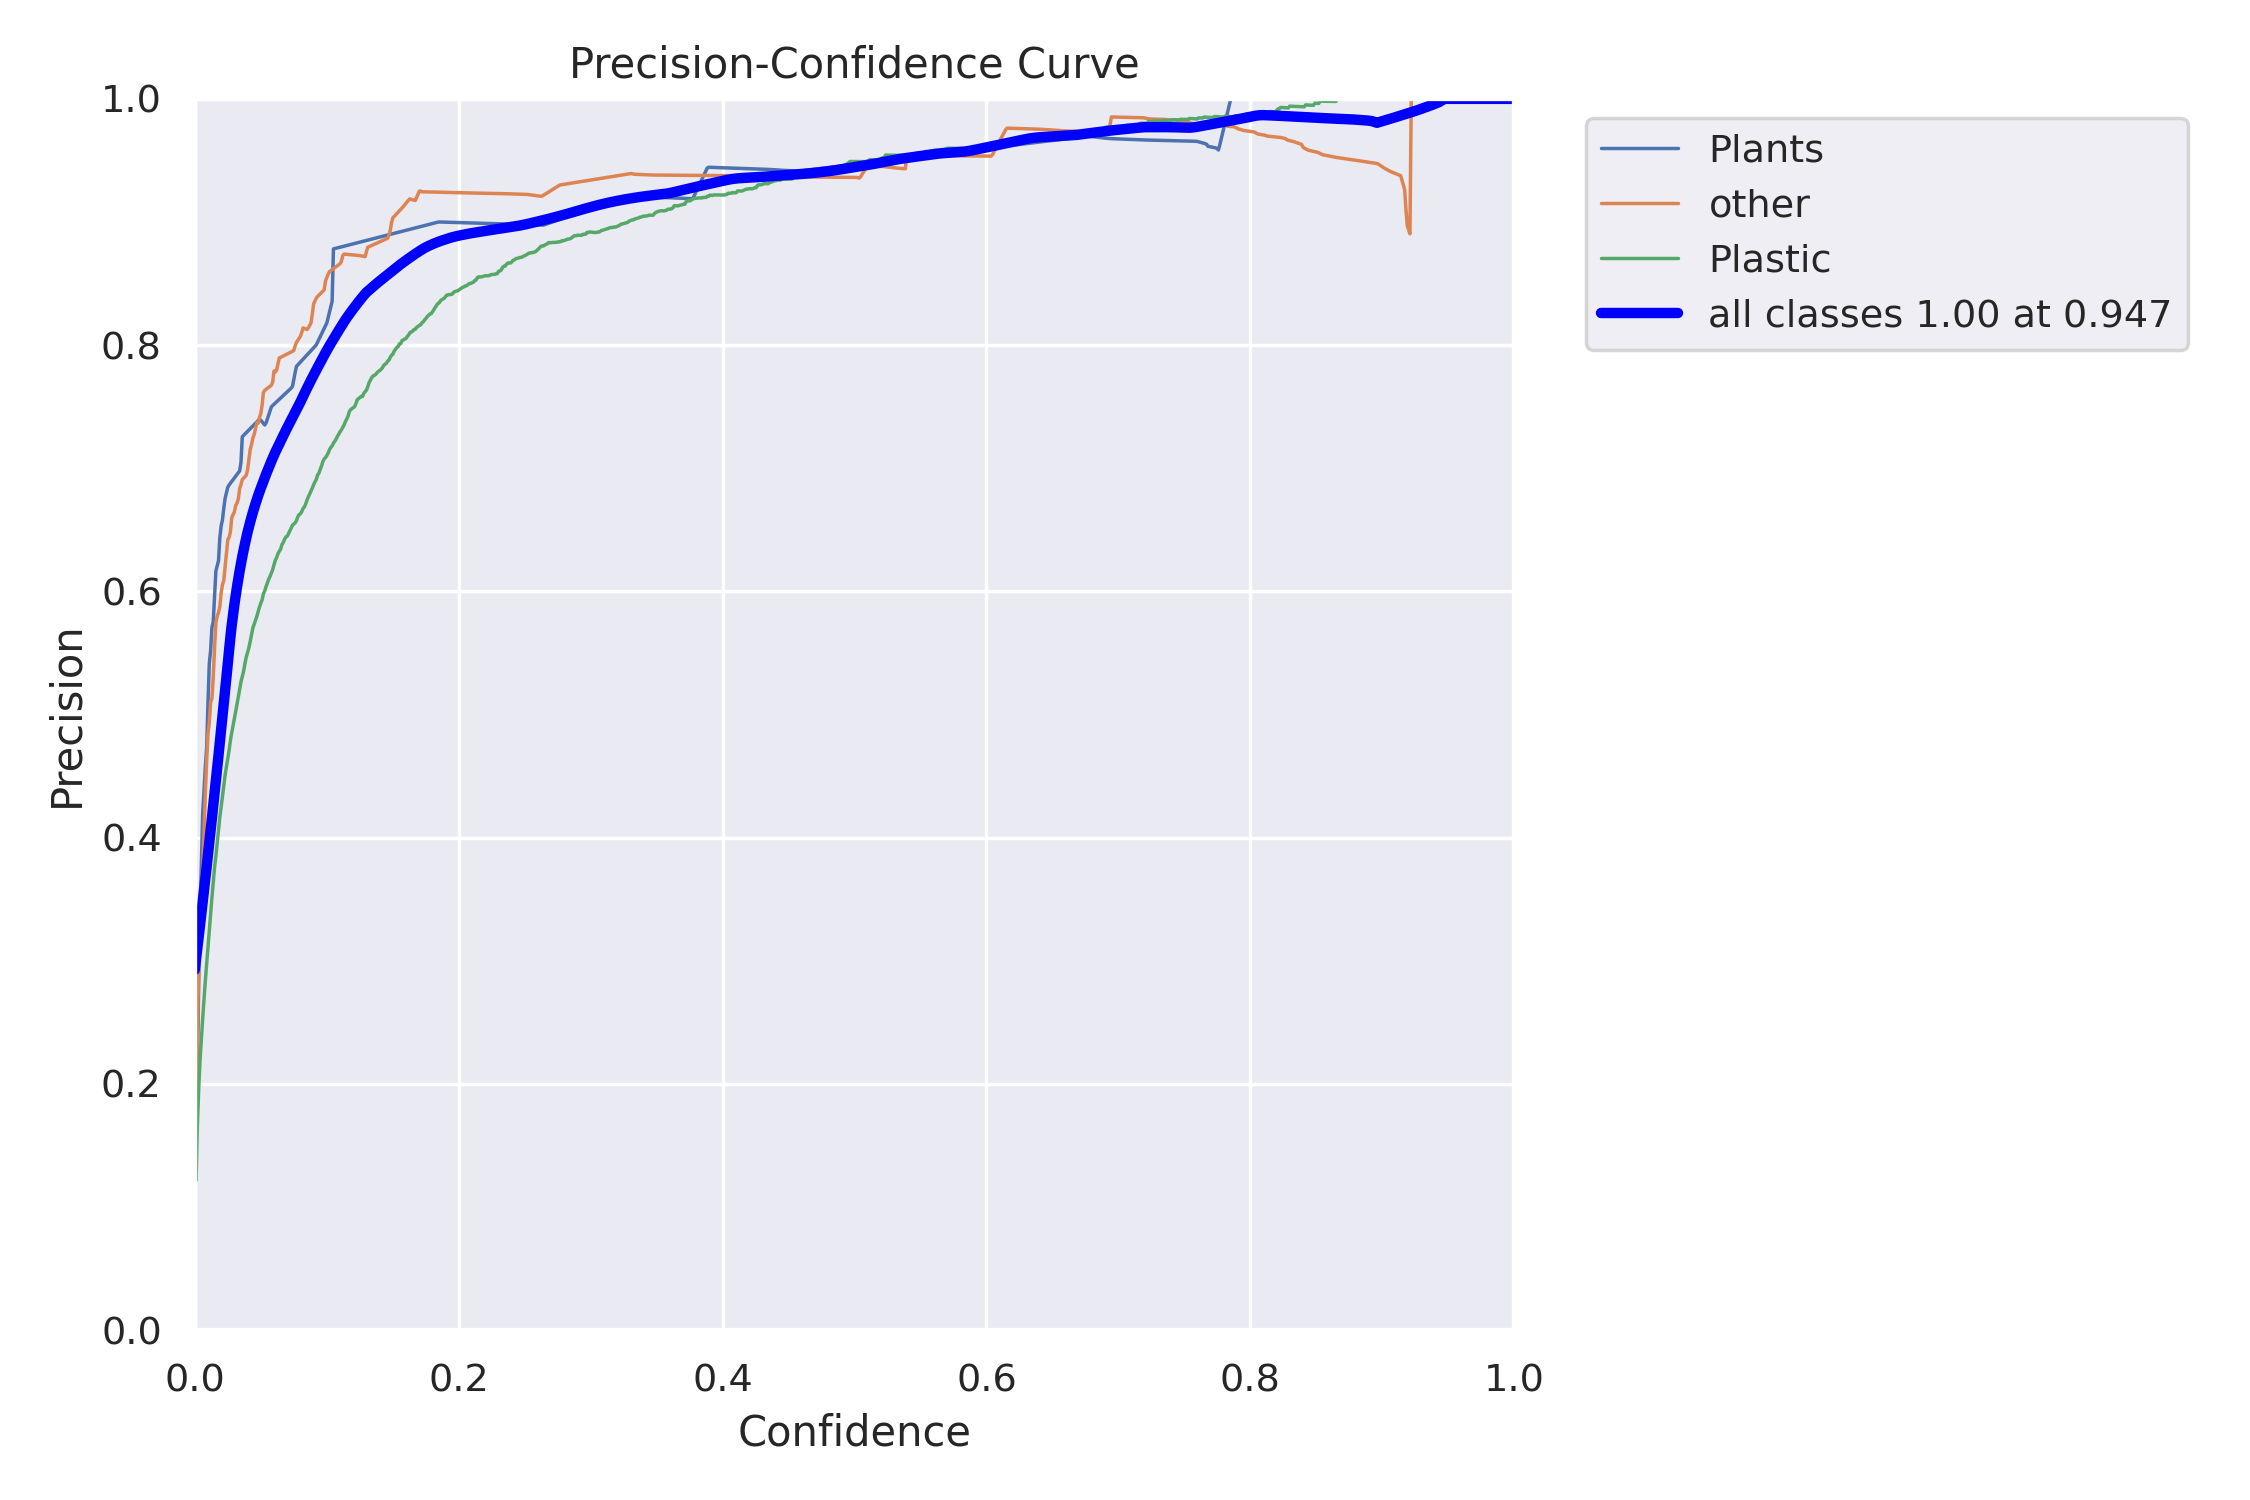 Precision-Confidence Curve
1.0
0.8
0.6
0.4
0.2
0.0
Precision
0.0 0.2 0.4 0.6 0.8 1.0
Confidence
Plants
other
Plastic
all classes 1.00 at 0.947